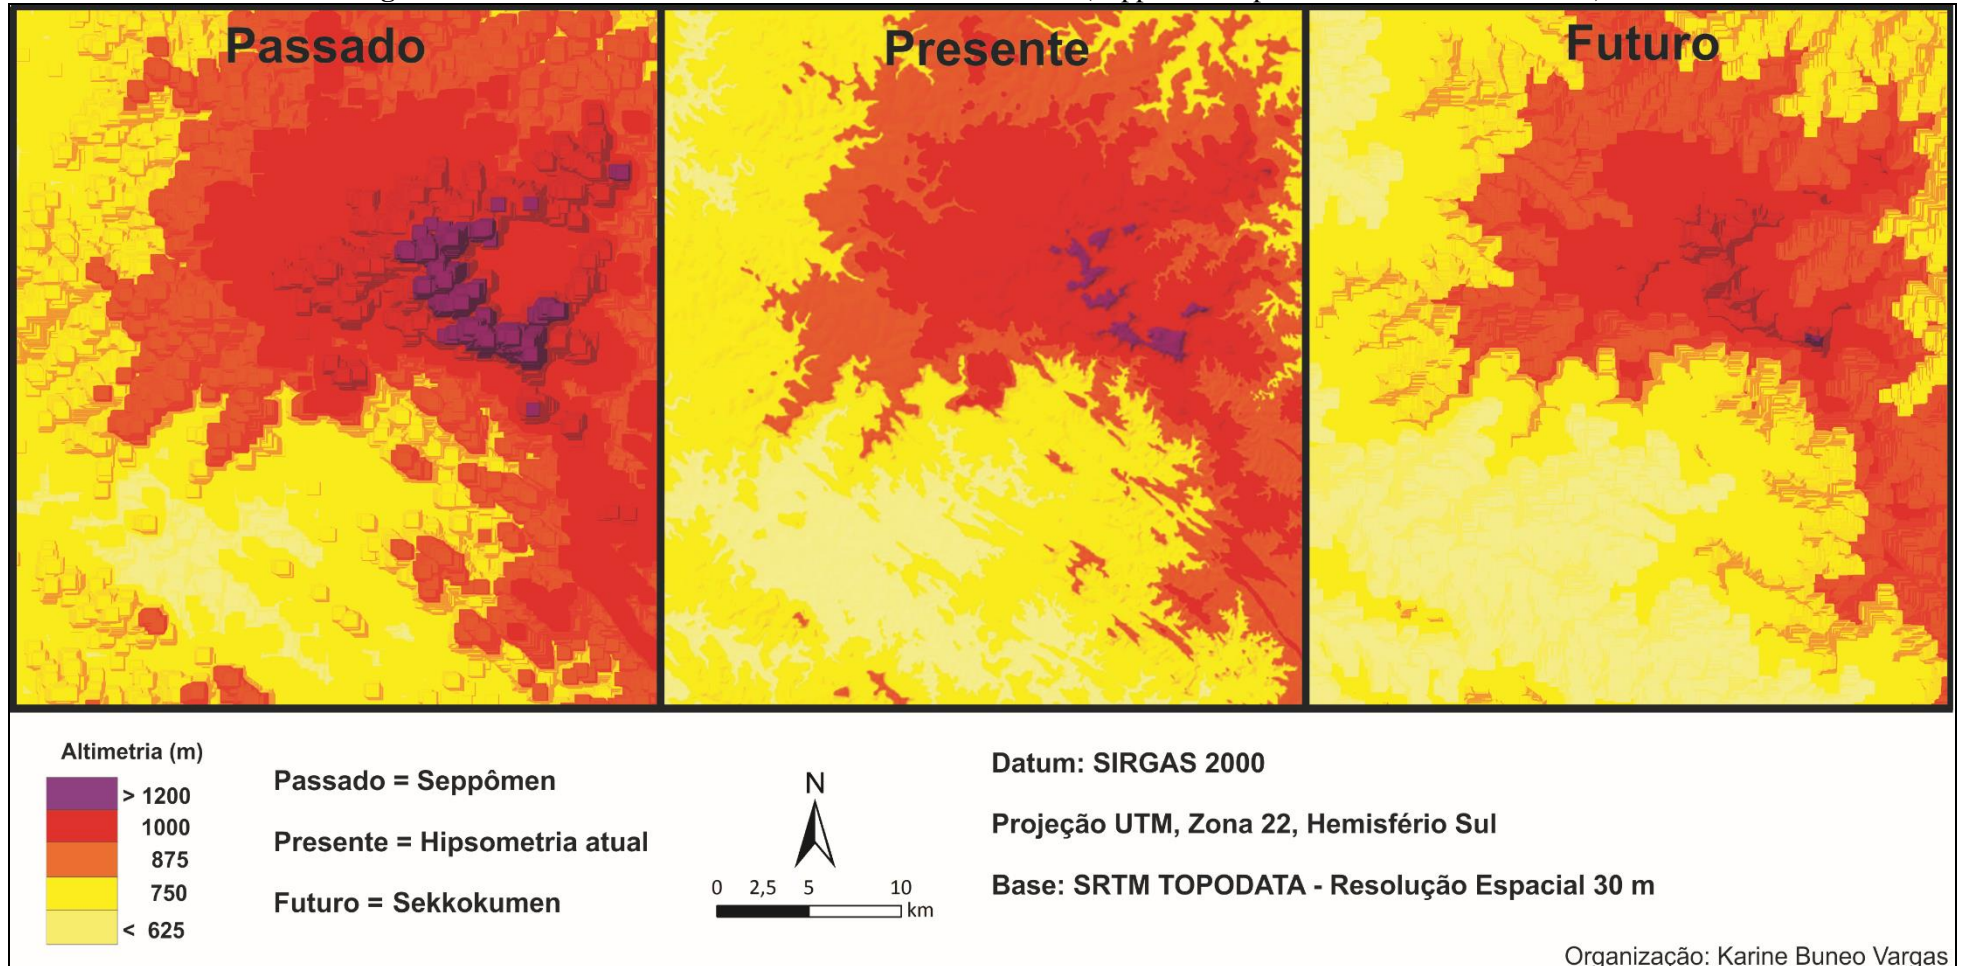 Passado
Presente
Futuro
Altimetria (m)
> 1200
1000
875
750
< 625
Passado = Seppômen
Presente = Hipsometria atual
Futuro = Sekkokumen
N
0 2,5 5 10
km
Datum: SIRGAS 2000
Projeção UTM, Zona 22, Hemisfério Sul
Base: SRTM TOPODATA - Resolução Espacial 30 m
Organização: Karine Buneo Vargas